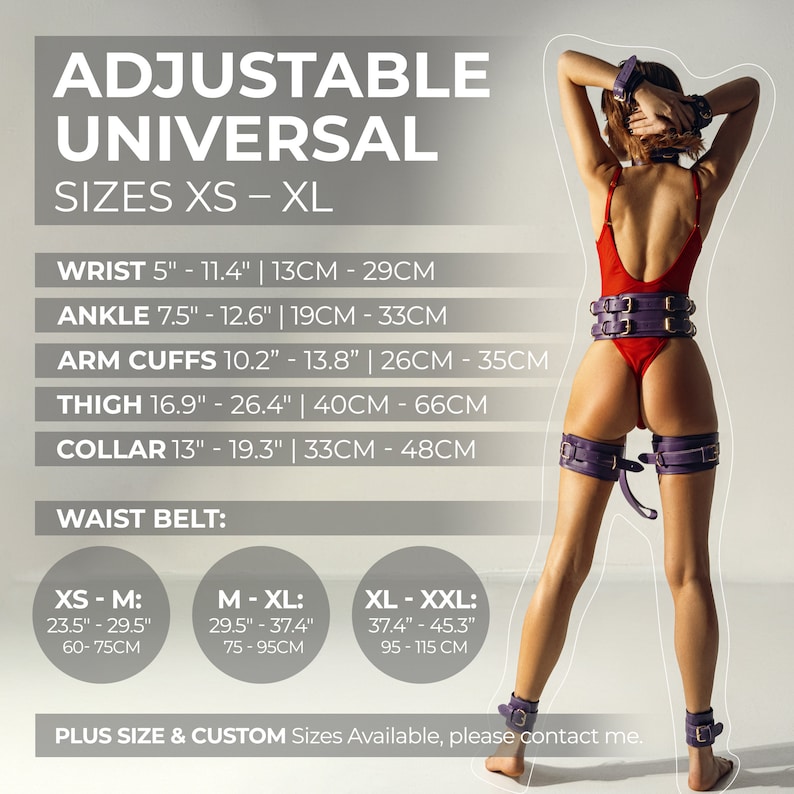 ADJUSTABLE
UNIVERSAL
SIZES XS – XL
WRIST 5" - 11.4" | 13CM - 29CM
ANKLE 7.5" - 12.6" | 19CM - 33CM
ARM CUFFS 10.2” - 13.8” | 26CM - 35CM
THIGH 16.9" - 26.4" | 40CM - 66CM
COLLAR 13" - 19.3" | 33CM - 48CM
WAIST BELT:
XS - M:
23.5" - 29.5"
60- 75CM
M - XL:
29.5" - 37.4"
75 - 95CM
XL - XXL:
37.4” - 45.3”
95 - 115 CM
PLUS SIZE & CUSTOM Sizes Available, please contact me.